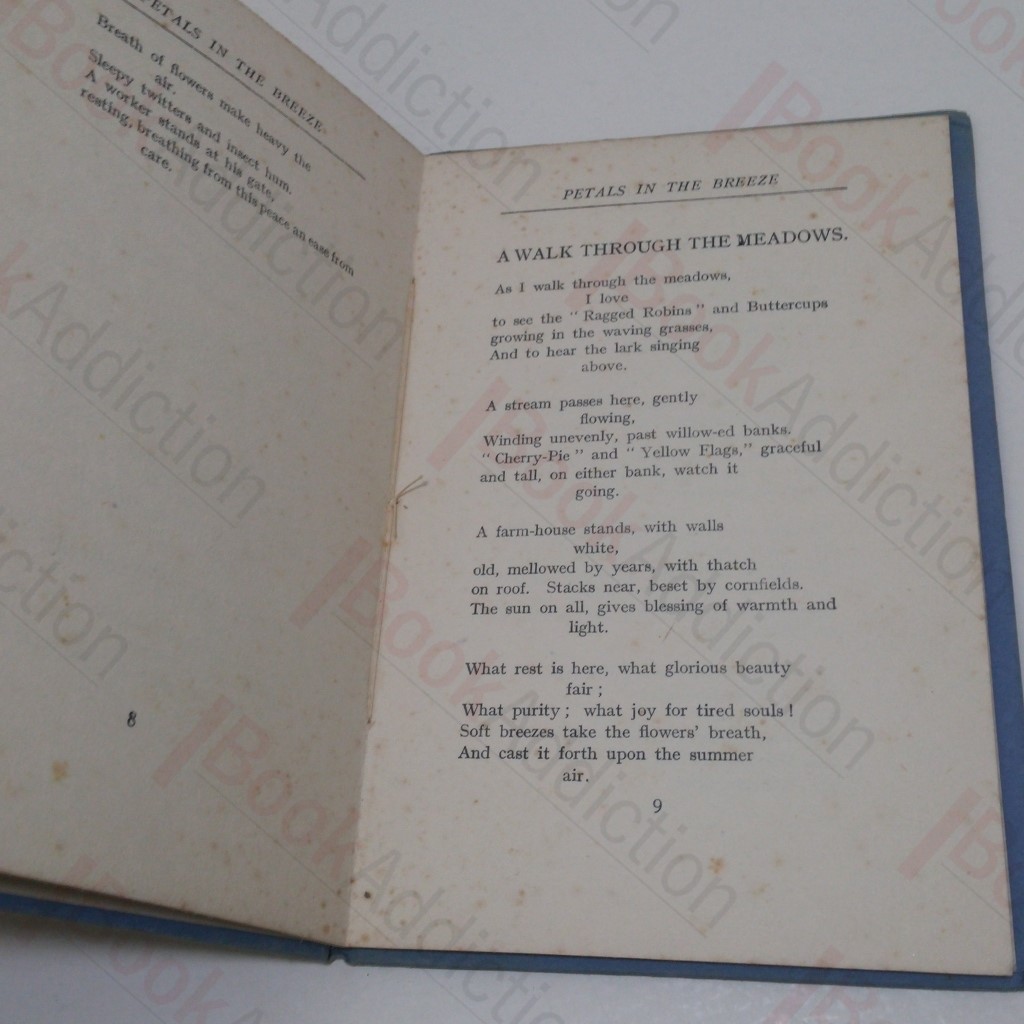 PETALS IN THE BREEZE
Breath of flowers make heavy the
air.
Sleepy twitters and insect hum.
A worker stands at his gate,
resting, breathing from this peace an ease from
care.
8
PETALS IN THE BREEZE
A WALK THROUGH THE MEADOWS.
As I walk through the meadows,
I love
to see the " Ragged Robins " and Buttercups
growing in the waving grasses,
And to hear the lark singing
above.
A stream passes here, gently
flowing,
Winding unevenly, past willow-ed banks.
" Cherry-Pie " and " Yellow Flags," graceful
and tall, on either bank, watch it
going.
A farm-house stands, with walls
white,
old, mellowed by years, with thatch
on roof. Stacks near, beset by cornfields.
The sun on all, gives blessing of warmth and
light.
What rest is here, what glorious beauty
fair ;
What purity ; what joy for tired souls !
Soft breezes take the flowers' breath,
And cast it forth upon the summer
air.
9
BookAddiction